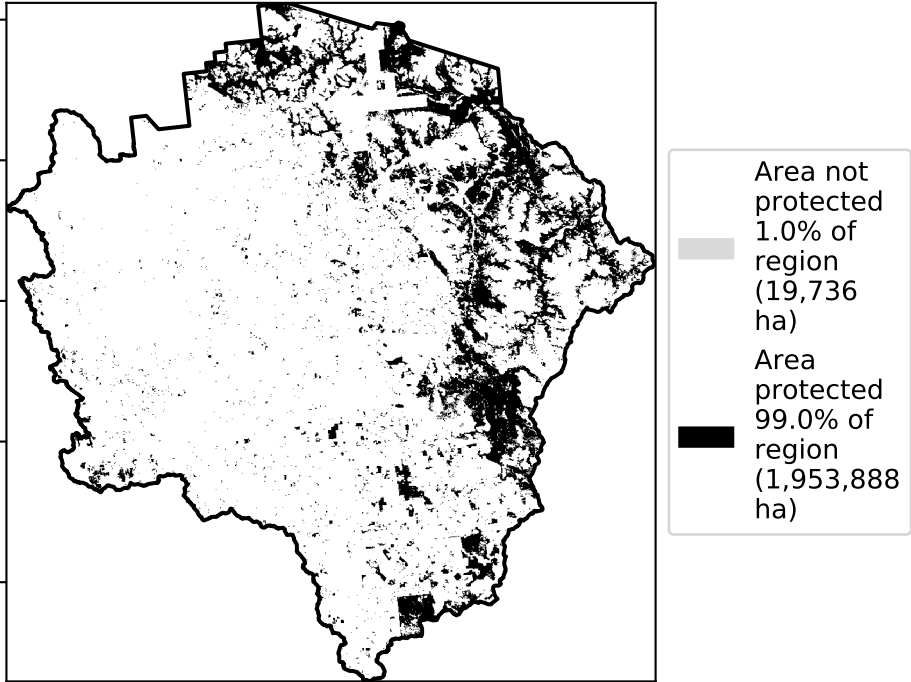 Area not
protected
1.0% of
region
(19,736
ha)
Area
protected
99.0% of
region
(1,953,888
ha)